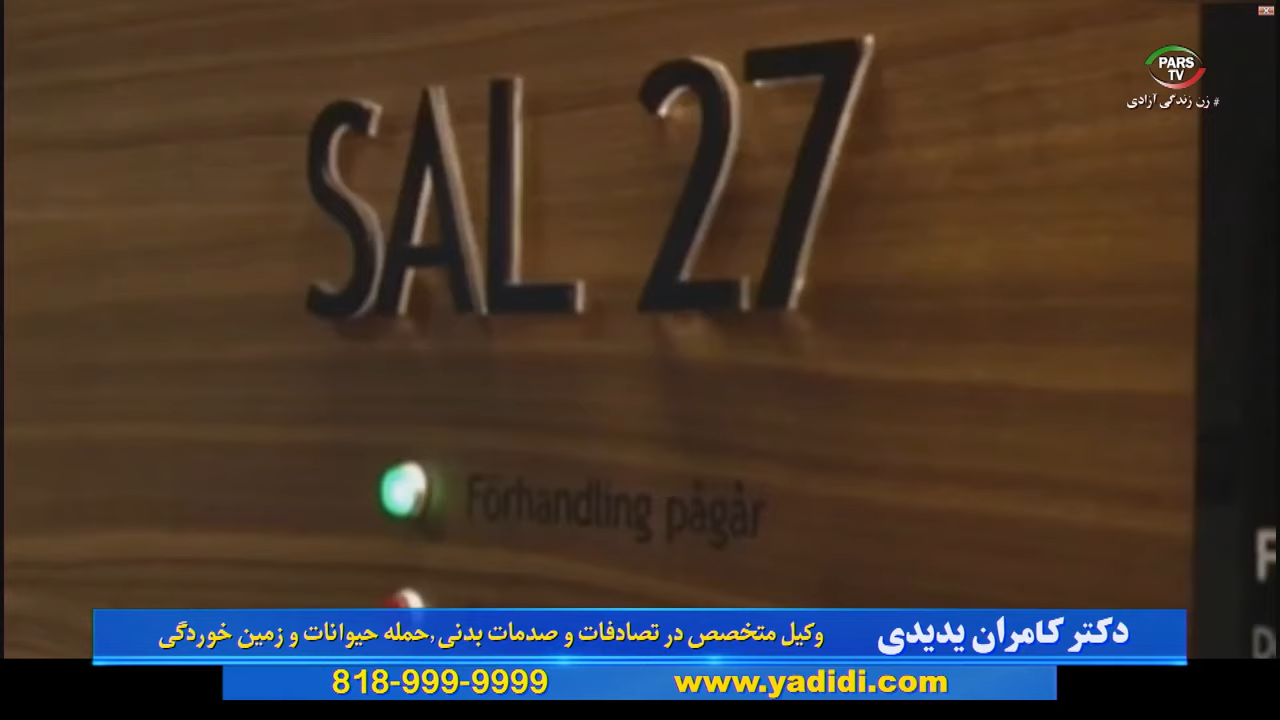 SAL 27
PARS
TV
# زن زندگی آزادی
Förhandling pågår
دکتر کامران یدیدی
وکیل متخصص در تصادفات و صدمات بدنی,حمله حیوانات و زمین خوردگی
818-999-9999
www.yadidi.com